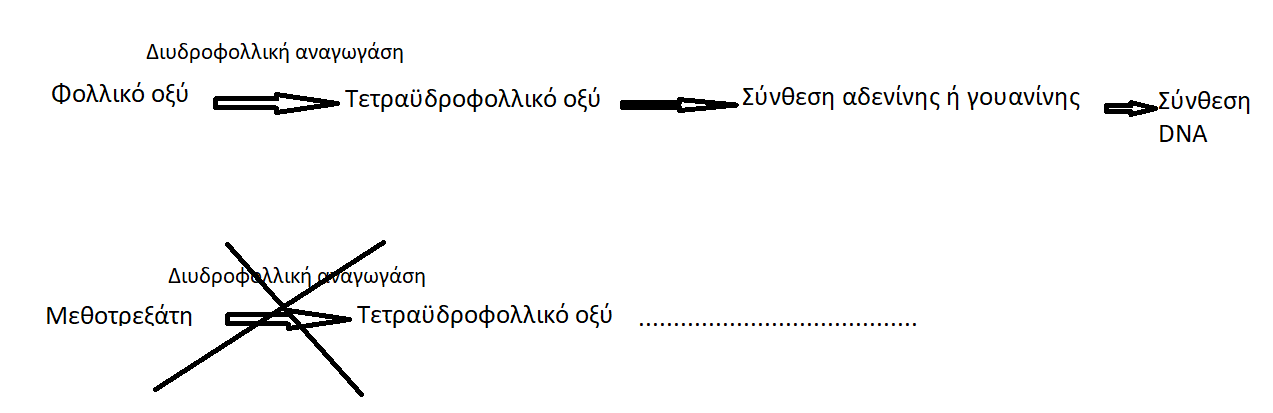 Διυδροφολλική αναγωγάση
Φολλικό οξύ Τετραϋδροφολλικό οξύ Σύνθεση αδενίνης ή γουανίνης Σύνθεση
DNA
Διυδροφολλική αναγωγάση
Μεθοτρεξάτη Τετραϋδροφολλικό οξύ ........................................